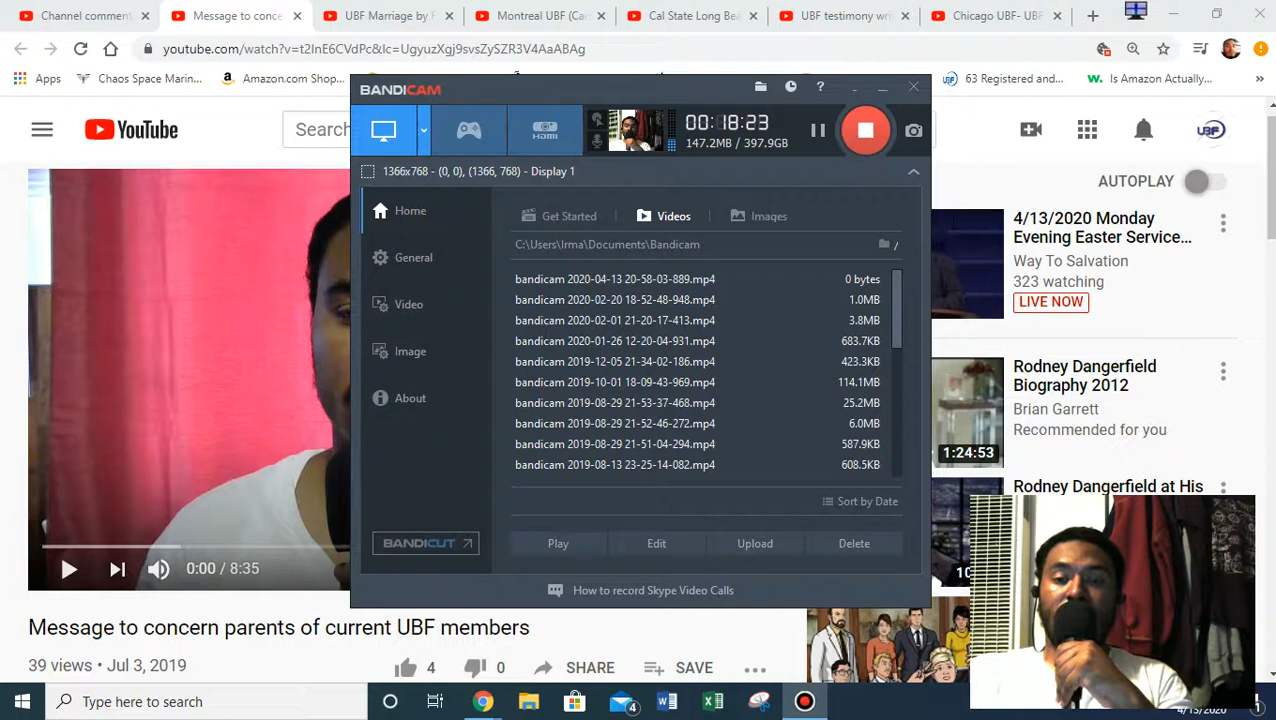 Channel comment
Message to conce
UBF Marriage by
Montreal UBF (Ca
Cal State Long Be
UBF testimony wri
Chicago UBF- UBF
youtube.com/watch?v=t2InE6CVdPc&lc=UgyuzXgj9svsZySZR3V4AaABAg
Apps
Chaos Space Marin...
Amazon.com Shop...
63 Registered and...
Is Amazon Actually...
BANDICAM
YouTube
Search
HDMI
00:18:23
147.2MB / 397.9GB
UBF
1366x768 - (0, 0), (1366, 768) - Display 1
AUTOPLAY
Home
General
Video
Image
About
BANDICUT
Get Started
Videos
Images
C:\Users\Irma\Documents\Bandicam
/
bandicam 2020-04-13 20-58-03-889.mp4 0 bytes
bandicam 2020-02-20 18-52-48-948.mp4 1.0MB
bandicam 2020-02-01 21-20-17-413.mp4 3.8MB
bandicam 2020-01-26 12-20-04-931.mp4 683.7KB
bandicam 2019-12-05 21-34-02-186.mp4 423.3KB
bandicam 2019-10-01 18-09-43-969.mp4 114.1MB
bandicam 2019-08-29 21-53-37-468.mp4 25.2MB
bandicam 2019-08-29 21-52-46-272.mp4 6.0MB
bandicam 2019-08-29 21-51-04-294.mp4 587.9KB
bandicam 2019-08-13 23-25-14-082.mp4 608.5KB
Sort by Date
Play Edit Upload Delete
How to record Skype Video Calls
4/13/2020 Monday
Evening Easter Service...
Way To Salvation
323 watching
LIVE NOW
Rodney Dangerfield
Biography 2012
Brian Garrett
Recommended for you
1:24:53
Rodney Dangerfield at His
10
0:00 / 8:35
Message to concern parents of current UBF members
39 views • Jul 3, 2019
4
0
SHARE
SAVE
Type here to search
4
4/13/2020
1